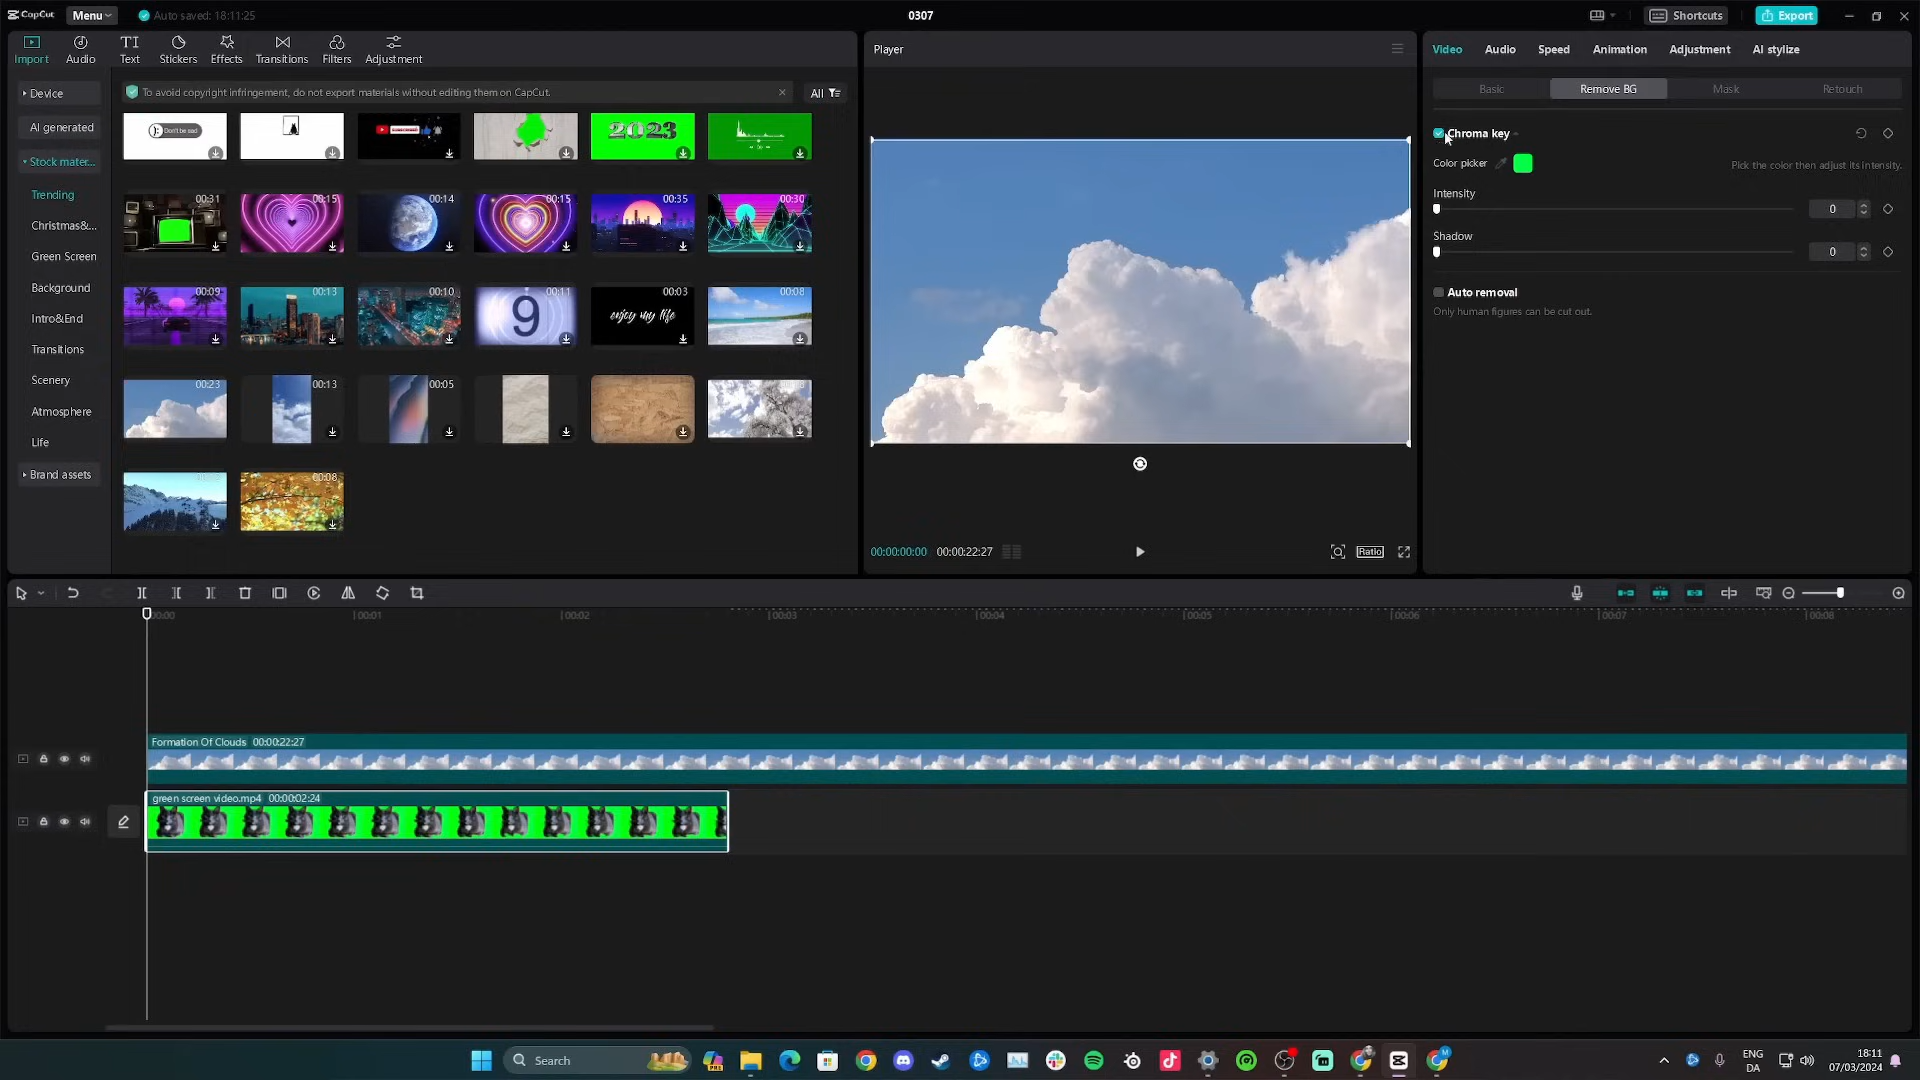 CapCut
Menu
Auto saved: 18:11:25
0307
Shortcuts
Export
Import
Audio
Text
Stickers
Effects
Transitions
Filters
Adjustment
Device
AI generated
Stock mater...
Trending
Christmas&...
Green Screen
Background
Intro&End
Transitions
Scenery
Atmosphere
Life
Brand assets
To avoid copyright infringement, do not export materials without editing them on CapCut.
All
Don't be sad
SUBSCRIBED
2023
00:31
00:15
00:14
00:15
00:35
00:30
00:09
00:13
00:10
00:11
00:03
00:08
9
enjoy my life
00:23
00:13
00:05
00:08
Player
00:00:00:00
00:00:22:27
Ratio
Video
Audio
Speed
Animation
Adjustment
AI stylize
Basic
Remove BG
Mask
Retouch
Chroma key
Color picker
Pick the color then adjust its intensity.
Intensity
0
Shadow
0
Auto removal
Only human figures can be cut out.
00:00
00:01
00:02
00:03
00:04
00:05
00:06
00:07
00:08
Formation Of Clouds 00:00:22:27
green screen video.mp4 00:00:02:24
Search
ENG
DA
18:11
07/03/2024